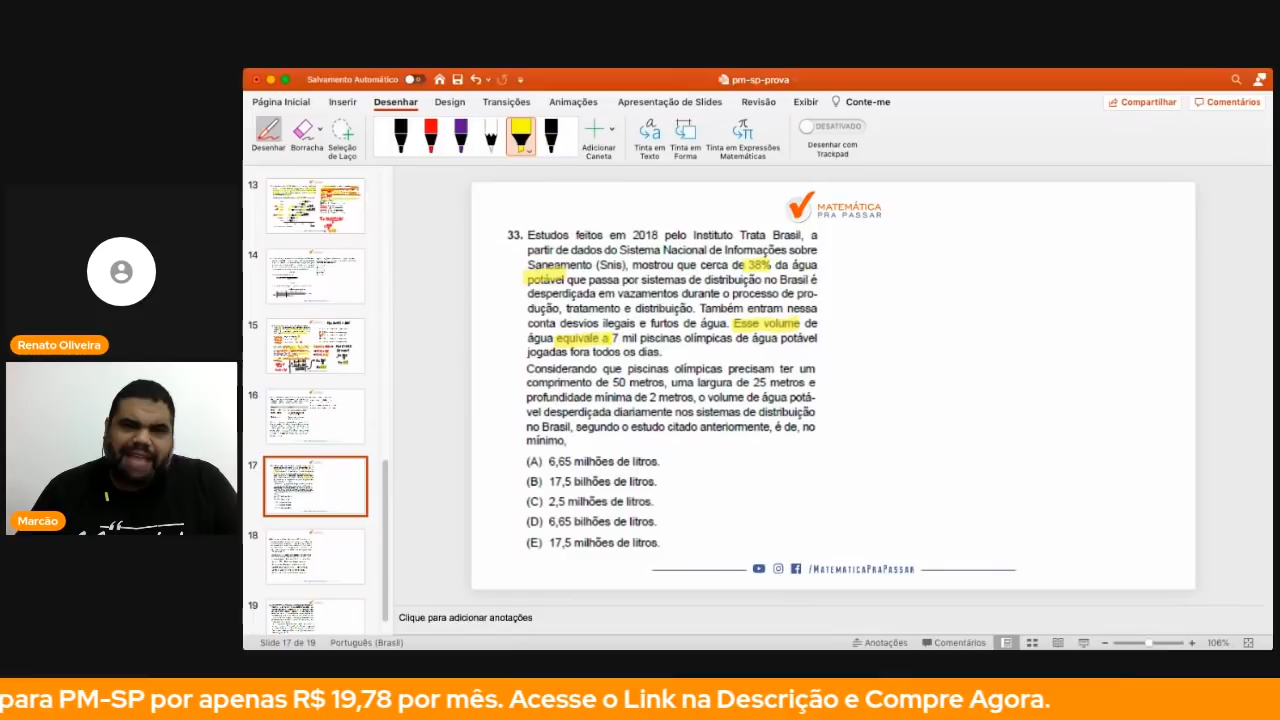 Salvamento Automático
pm-sp-prova
Página Inicial Inserir Desenhar Design Transições Animações Apresentação de Slides Revisão Exibir Conte-me
Compartilhar Comentários
Desenhar Borracha Seleção de Laço
Adicionar Caneta
Tinta em Texto Tinta em Forma Tinta em Expressões Matemáticas
DESATIVADO
Desenhar com Trackpad
13
14
15
16
17
18
19
MATEMÁTICA
PRA PASSAR
33. Estudos feitos em 2018 pelo Instituto Trata Brasil, a
partir de dados do Sistema Nacional de Informações sobre
Saneamento (Snis), mostrou que cerca de 38% da água
potável que passa por sistemas de distribuição no Brasil é
desperdiçada em vazamentos durante o processo de pro-
dução, tratamento e distribuição. Também entram nessa
conta desvios ilegais e furtos de água. Esse volume de
água equivale a 7 mil piscinas olímpicas de água potável
jogadas fora todos os dias.
Considerando que piscinas olímpicas precisam ter um
comprimento de 50 metros, uma largura de 25 metros e
profundidade mínima de 2 metros, o volume de água potá-
vel desperdiçada diariamente nos sistemas de distribuição
no Brasil, segundo o estudo citado anteriormente, é de, no
mínimo,
(A) 6,65 milhões de litros.
(B) 17,5 bilhões de litros.
(C) 2,5 milhões de litros.
(D) 6,65 bilhões de litros.
(E) 17,5 milhões de litros.
/MATEMATICAPRAPASSAR
Clique para adicionar anotações
Slide 17 de 19 Português (Brasil)
Anotações Comentários
106%
Renato Oliveira
Marcão
para PM-SP por apenas R$ 19,78 por mês. Acesse o Link na Descrição e Compre Agora.